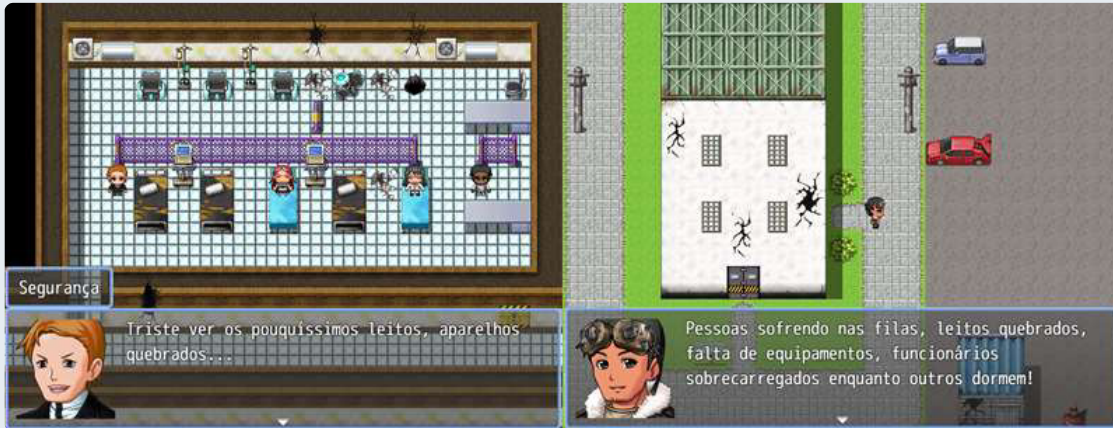 Segurança
Triste ver os pouquissimos leitos, aparelhos
quebrados...
Pessoas sofrendo nas filas, leitos quebrados,
falta de equipamentos, funcionários
sobrecarregados enquanto outros dormem!